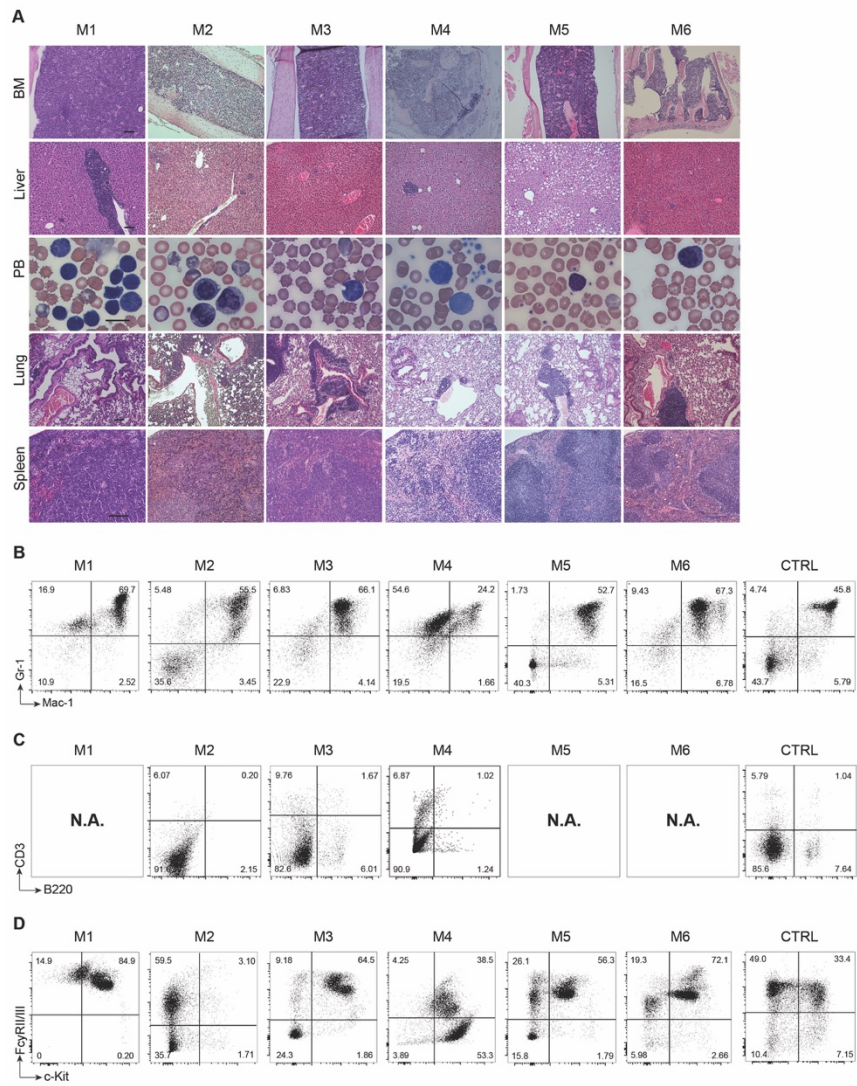 A
M1 M2 M3 M4 M5 M6
BM
Liver
PB
Lung
Spleen
B
M1 M2 M3 M4 M5 M6 CTRL
16.9 69.7 5.48 55.5 6.83 66.1 54.6 24.2 1.73 52.7 9.43 67.3 4.74 45.8
10.9 2.52 35.6 3.45 22.9 4.14 19.5 1.66 40.3 5.31 16.5 6.78 43.7 5.79
Gr-1
Mac-1
C
M1 M2 M3 M4 M5 M6 CTRL
6.07 0.20 9.76 1.67 6.87 1.02 5.79 1.04
N.A. N.A. N.A.
2.15 82.6 6.01 90.9 1.24 85.6 7.64
CD3
B220
D
M1 M2 M3 M4 M5 M6 CTRL
14.9 84.9 59.5 3.10 9.18 64.5 4.25 38.5 26.1 56.3 19.3 72.1 49.0 33.4
0 0.20 35.7 1.71 24.3 1.86 3.89 53.3 15.8 1.79 5.98 2.66 10.4 7.15
FcγRII/III
c-Kit